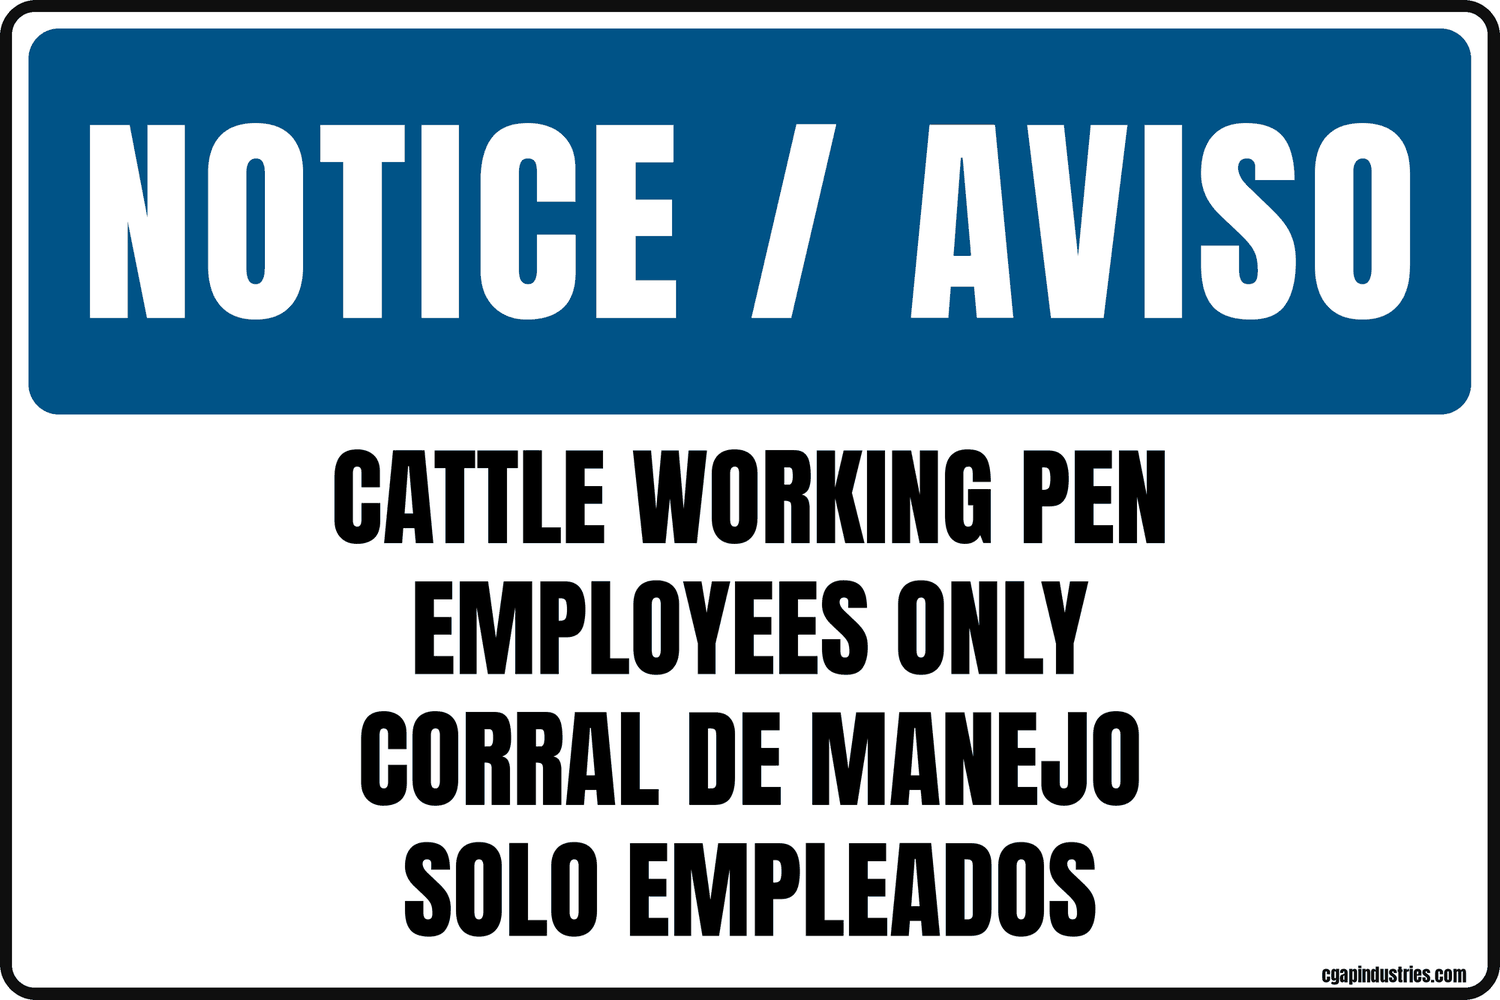 NOTICE / AVISO
CATTLE WORKING PEN
EMPLOYEES ONLY
CORRAL DE MANEJO
SOLO EMPLEADOS
cgapindustries.com